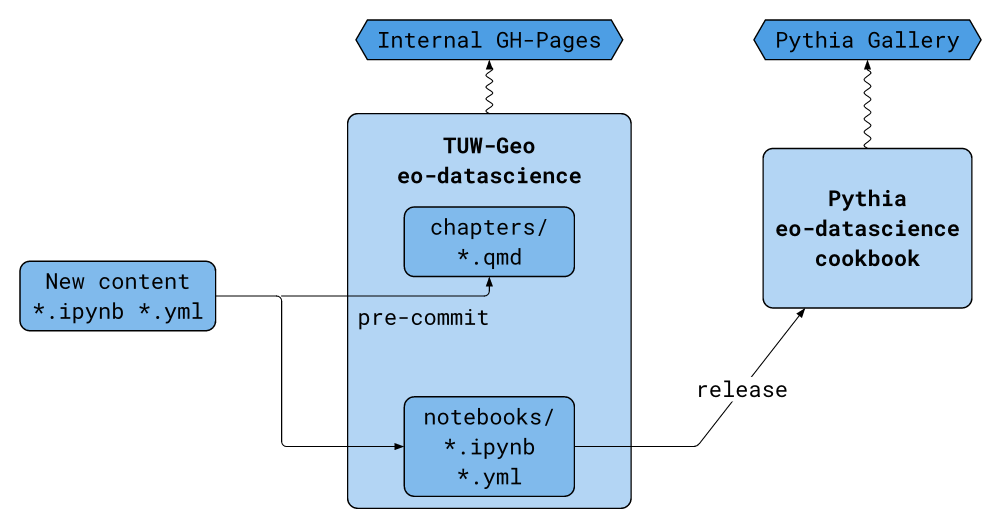 Internal GH-Pages
Pythia Gallery
TUW-Geo
eo-datascience
chapters/
*.qmd
New content
*.ipynb *.yml
pre-commit
notebooks/
*.ipynb
*.yml
Pythia
eo-datascience
cookbook
release